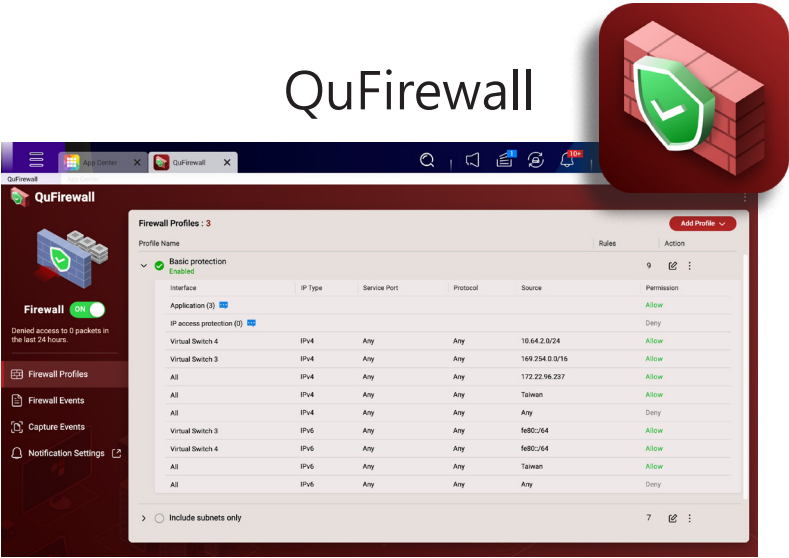 QuFirewall
App Center
QuFirewall
1
10+
QuFirewall
QuFirewall
Firewall ON
Denied access to 0 packets in
the last 24 hours.
Firewall Profiles
Firewall Events
Capture Events
Notification Settings
Firewall Profiles : 3
Add Profile
Profile Name Rules Action
Basic protection 9
Enabled
Interface IP Type Service Port Protocol Source Permission
Application (3) Allow
IP access protection (0) Deny
Virtual Switch 4 IPv4 Any Any 10.64.2.0/24 Allow
Virtual Switch 3 IPv4 Any Any 169.254.0.0/16 Allow
All IPv4 Any Any 172.22.96.237 Allow
All IPv4 Any Any Taiwan Allow
All IPv4 Any Any Any Deny
Virtual Switch 3 IPv6 Any Any fe80::/64 Allow
Virtual Switch 4 IPv6 Any Any fe80::/64 Allow
All IPv6 Any Any Taiwan Allow
All IPv6 Any Any Any Deny
Include subnets only 7